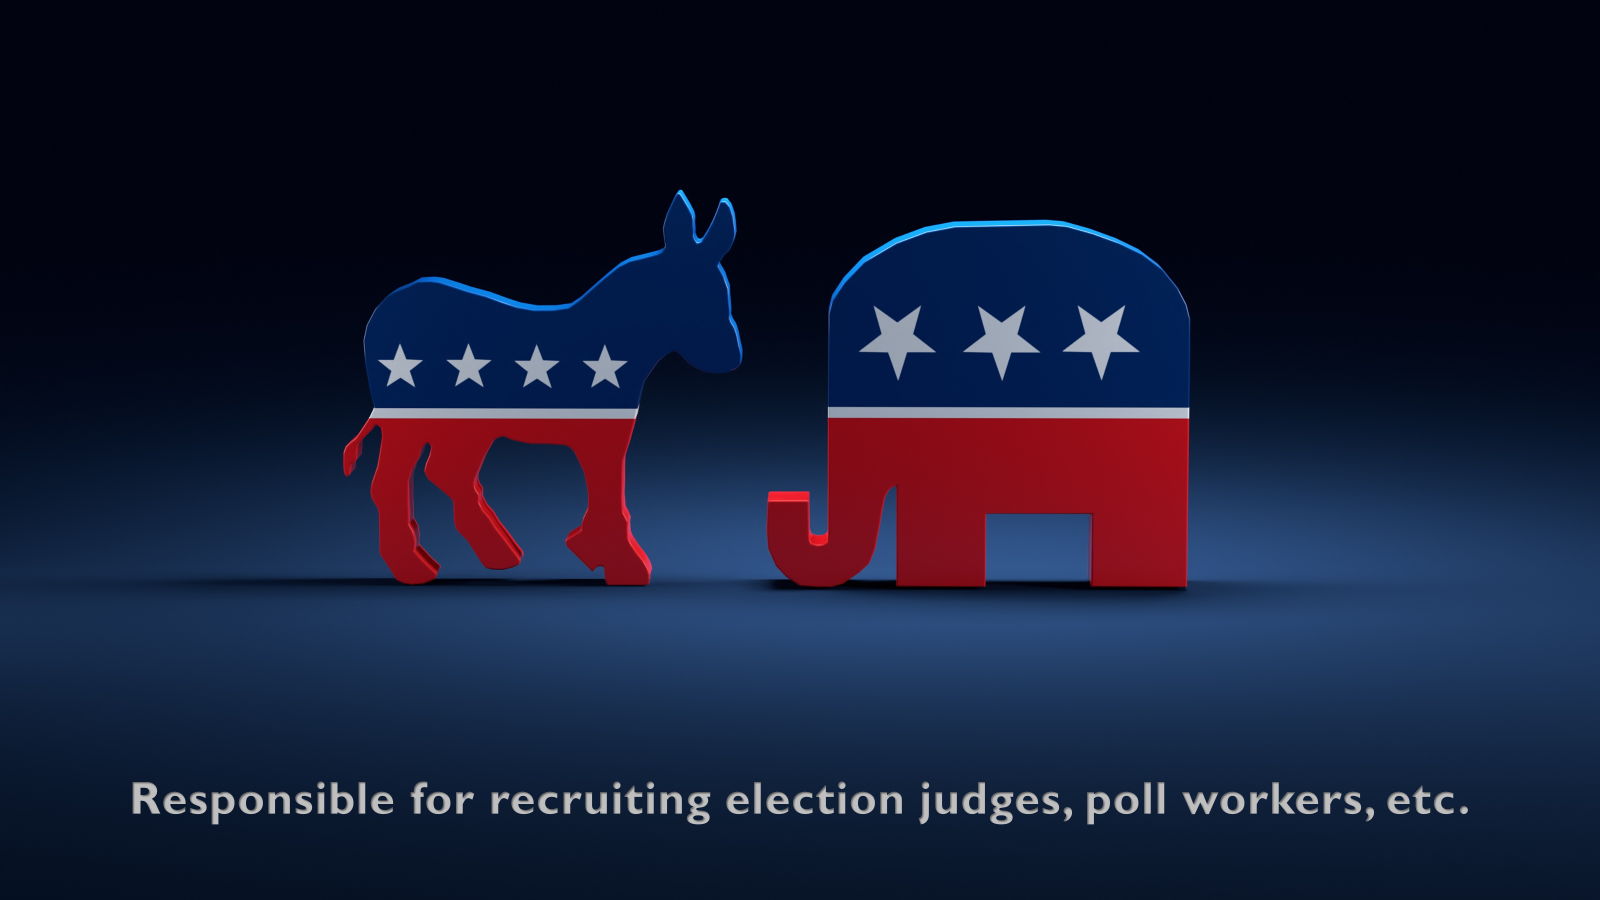 Responsible for recruiting election judges, poll workers, etc.